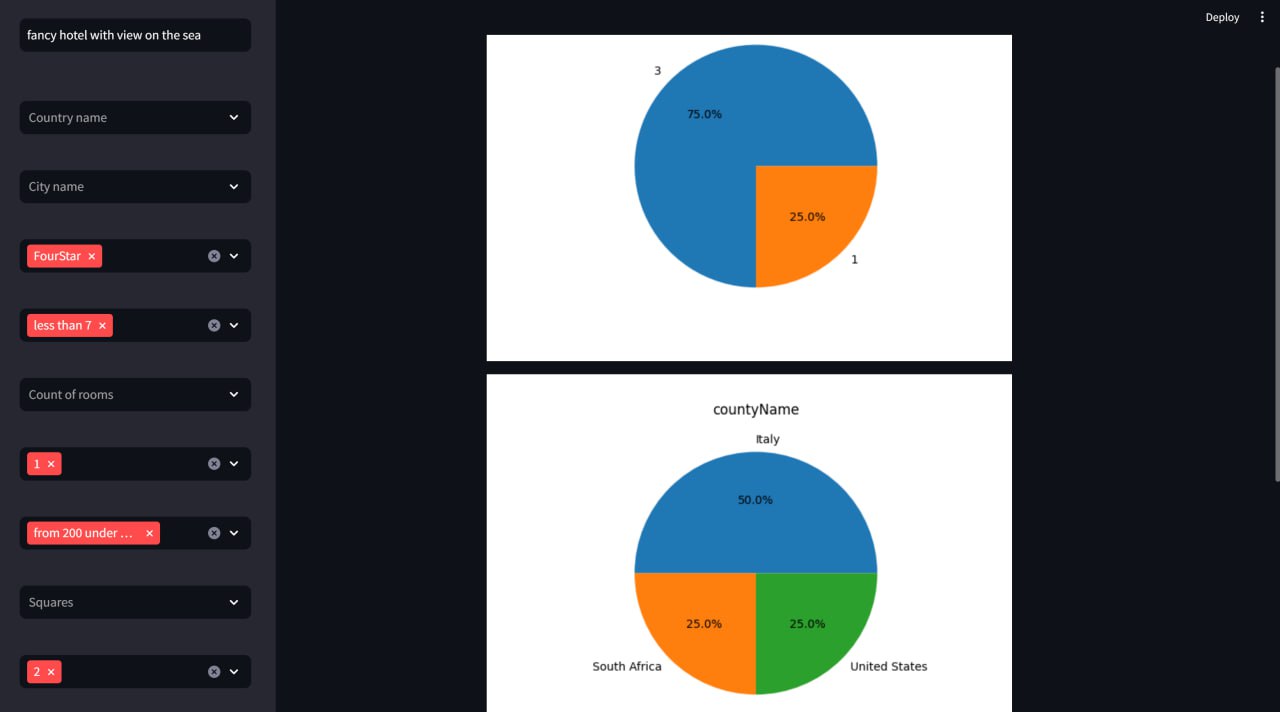 fancy hotel with view on the sea
Country name
City name
FourStar ×
less than 7 ×
Count of rooms
1 ×
from 200 under ... ×
Squares
2 ×
Deploy
3
75.0%
25.0%
1
countyName
Italy
50.0%
25.0%
25.0%
South Africa
United States